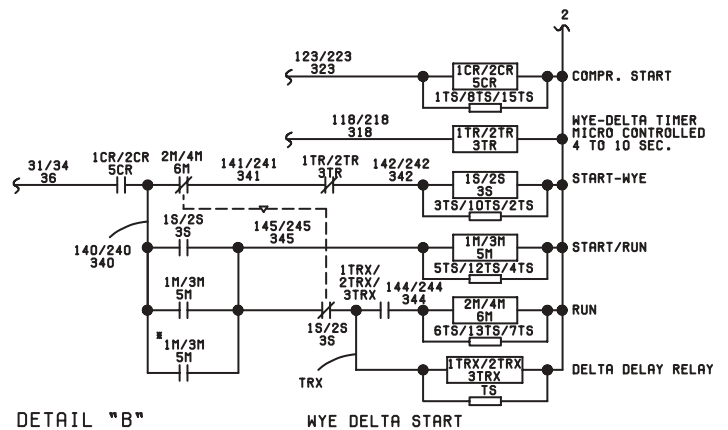 2
123/223
323
1CR/2CR
5CR
COMPR. START
1TS/8TS/15TS
118/218
318
1TR/2TR
3TR
WYE-DELTA TIMER
MICRO CONTROLLED
4 TO 10 SEC.
31/34
36
1CR/2CR
5CR
2M/4M
6M
141/241
341
1TR/2TR
3TR
142/242
342
1S/2S
3S
START-WYE
3TS/10TS/2TS
140/240
340
1S/2S
3S
145/245
345
1M/3M
5M
START/RUN
5TS/12TS/4TS
1M/3M
5M
1S/2S
3S
1TRX/
2TRX/
3TRX
144/244
344
2M/4M
6M
RUN
6TS/13TS/7TS
* 1M/3M
5M
TRX
1TRX/2TRX
3TRX
DELTA DELAY RELAY
TS
DETAIL "B"
WYE DELTA START